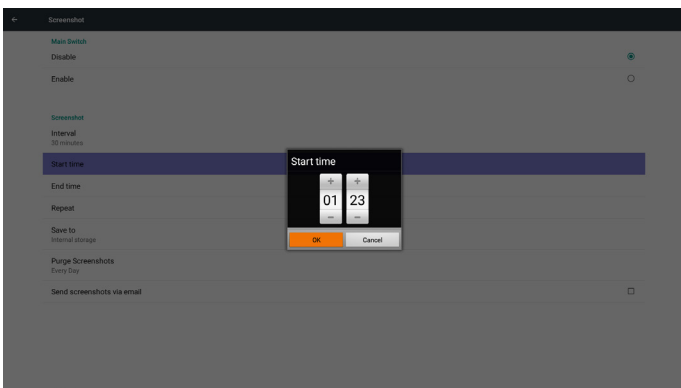 Screenshot
Main Switch
Disable
Enable
Screenshot
Interval
30 minutes
Start time
End time
Repeat
Save to
Internal storage
Purge Screenshots
Every Day
Send screenshots via email
Start time
+ +
01 23
- -
OK Cancel